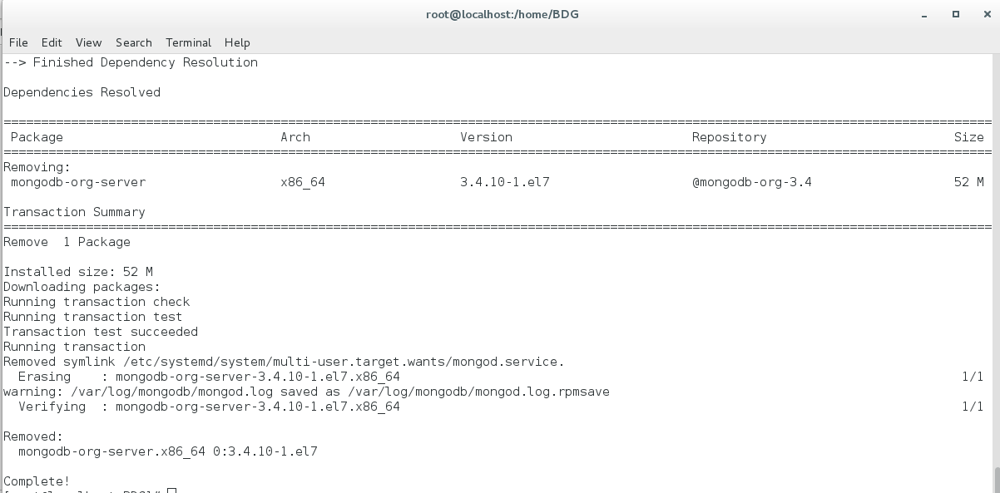 root@localhost:/home/BDG
File Edit View Search Terminal Help
--> Finished Dependency Resolution
Dependencies Resolved
================================================================================
Package Arch Version Repository Size
================================================================================
Removing:
mongodb-org-server x86_64 3.4.10-1.el7 @mongodb-org-3.4 52 M
Transaction Summary
================================================================================
Remove 1 Package
Installed size: 52 M
Downloading packages:
Running transaction check
Running transaction test
Transaction test succeeded
Running transaction
Removed symlink /etc/systemd/system/multi-user.target.wants/mongod.service.
Erasing : mongodb-org-server-3.4.10-1.el7.x86_64 1/1
warning: /var/log/mongodb/mongod.log saved as /var/log/mongodb/mongod.log.rpmsave
Verifying : mongodb-org-server-3.4.10-1.el7.x86_64 1/1
Removed:
mongodb-org-server.x86_64 0:3.4.10-1.el7
Complete!